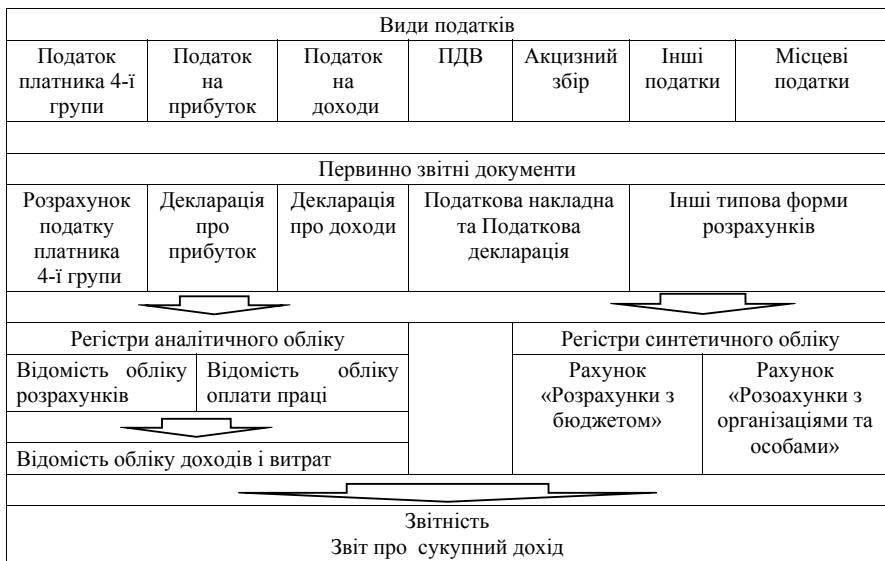 Види податків
Податок
платника 4-ї
групи
Податок
на
прибуток
Податок
на
доходи
ПДВ
Акцизний
збір
Інші
податки
Місцеві
податки
Первинно звітні документи
Розрахунок
податку
платника
4-ї групи
Декларація
про
прибуток
Декларація
про доходи
Податкова накладна
та Податкова
декларація
Інші типова форми
розрахунків
Регістри аналітичного обліку
Регістри синтетичного обліку
Відомість обліку
розрахунків
Відомість обліку
оплати праці
Рахунок
«Розрахунки з
бюджетом»
Рахунок
«Розоахунки з
організаціями та
особами»
Відомість обліку доходів і витрат
Звітність
Звіт про сукупний дохід